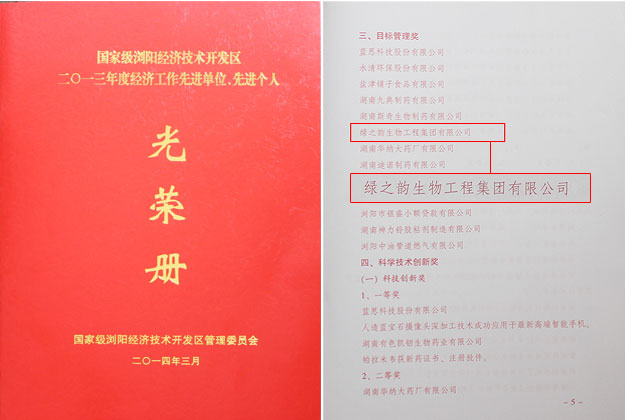 国家级浏阳经济技术开发区
二〇一三年度经济工作先进单位、先进个人
光
荣
册
国家级浏阳经济技术开发区管理委员会
二〇一四年三月
三、目标管理奖
蓝思科技股份有限公司
永清环保股份有限公司
盐津铺子食品有限公司
湖南九典制药有限公司
湖南斯奇生物制药有限公司
绿之韵生物工程集团有限公司
湖南华纳大药厂有限公司
湖南迪诺制药有限公司
绿之韵生物工程集团有限公司
浏阳市银盛小额贷款有限公司
湖南神力铃胶粘剂制造有限公司
浏阳中油管道燃气有限公司
四、科学技术创新奖
(一) 科技创新奖
1、一等奖
蓝思科技股份有限公司
人造蓝宝石摄像头深加工技术成功应用于最新高端智能手机。
湖南有色凯铂生物药业有限公司
帕拉米韦获新药证书、注册批件。
2、二等奖
湖南华纳大药厂有限公司
- 5 -